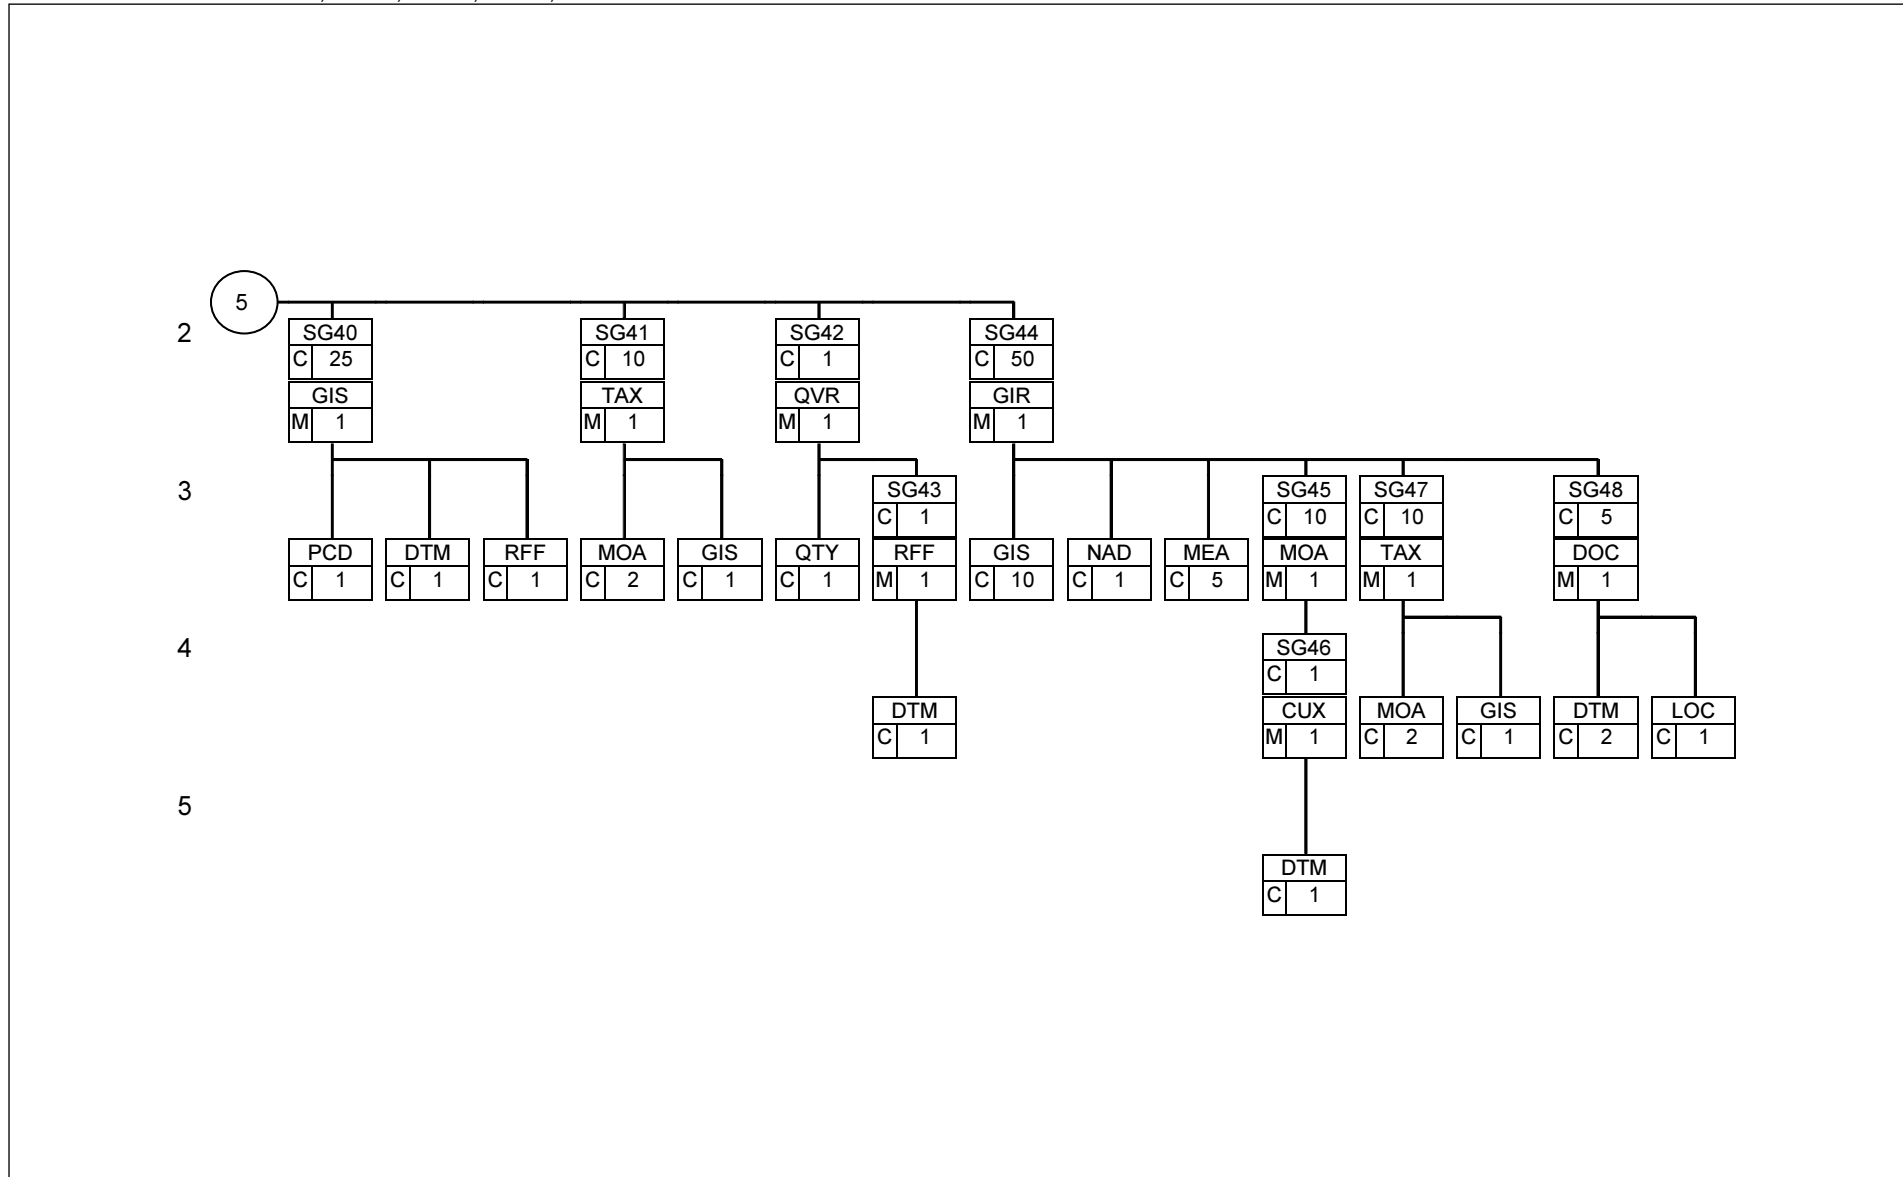 5
2
SG40 SG41 SG42 SG44
C 25 C 10 C 1 C 50
GIS TAX QVR GIR
M 1 M 1 M 1 M 1
3
SG43 SG45 SG47 SG48
C 1 C 10 C 10 C 5
PCD DTM RFF MOA GIS QTY RFF GIS NAD MEA MOA TAX DOC
C 1 C 1 C 1 C 2 C 1 C 1 M 1 C 10 C 1 C 5 M 1 M 1 M 1
4
SG46
C 1
DTM CUX MOA GIS DTM LOC
C 1 M 1 C 2 C 1 C 2 C 1
5
DTM
C 1